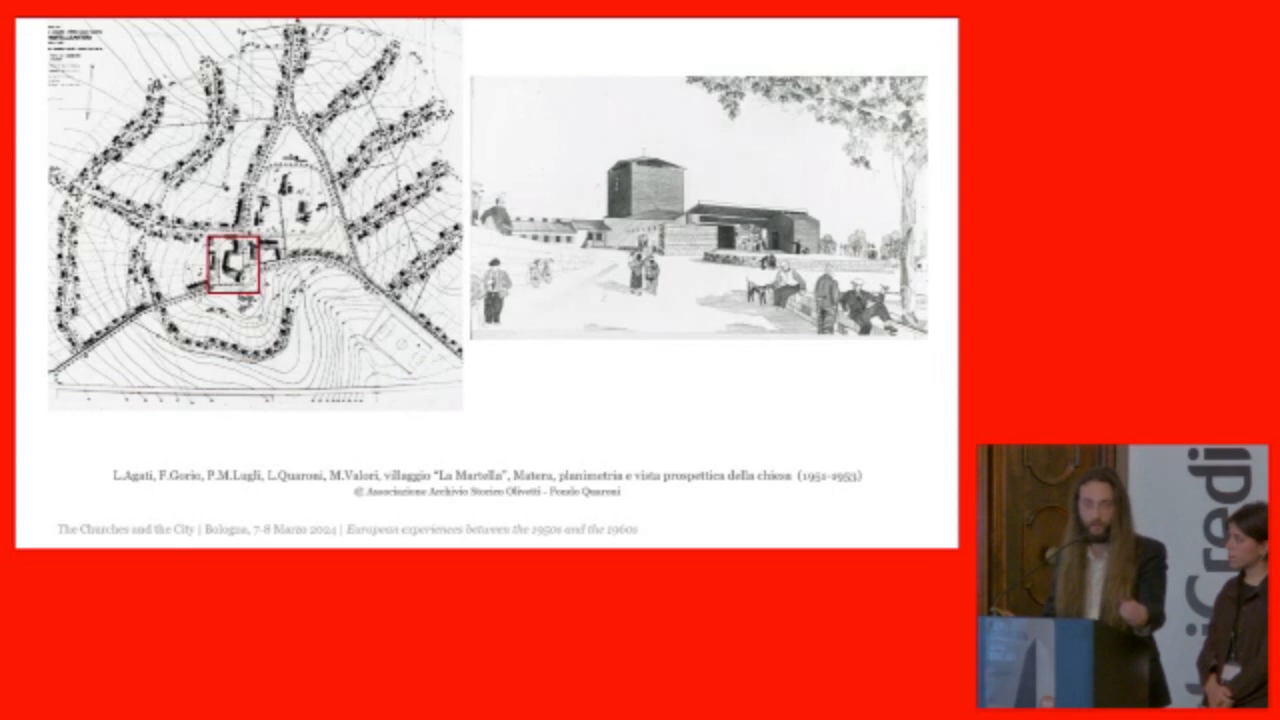 L.Agati, F.Gorio, P.M.Lugli, L.Quaroni, M.Valori, villaggio "La Martella", Matera, planimetria e vista prospettica della chiesa (1951-1953)
© Associazione Archivio Storico Olivetti - Fondo Quaroni
The Churches and the City | Bologna, 7-8 Marzo 2024 | European experiences between the 1950s and the 1960s
iCredi